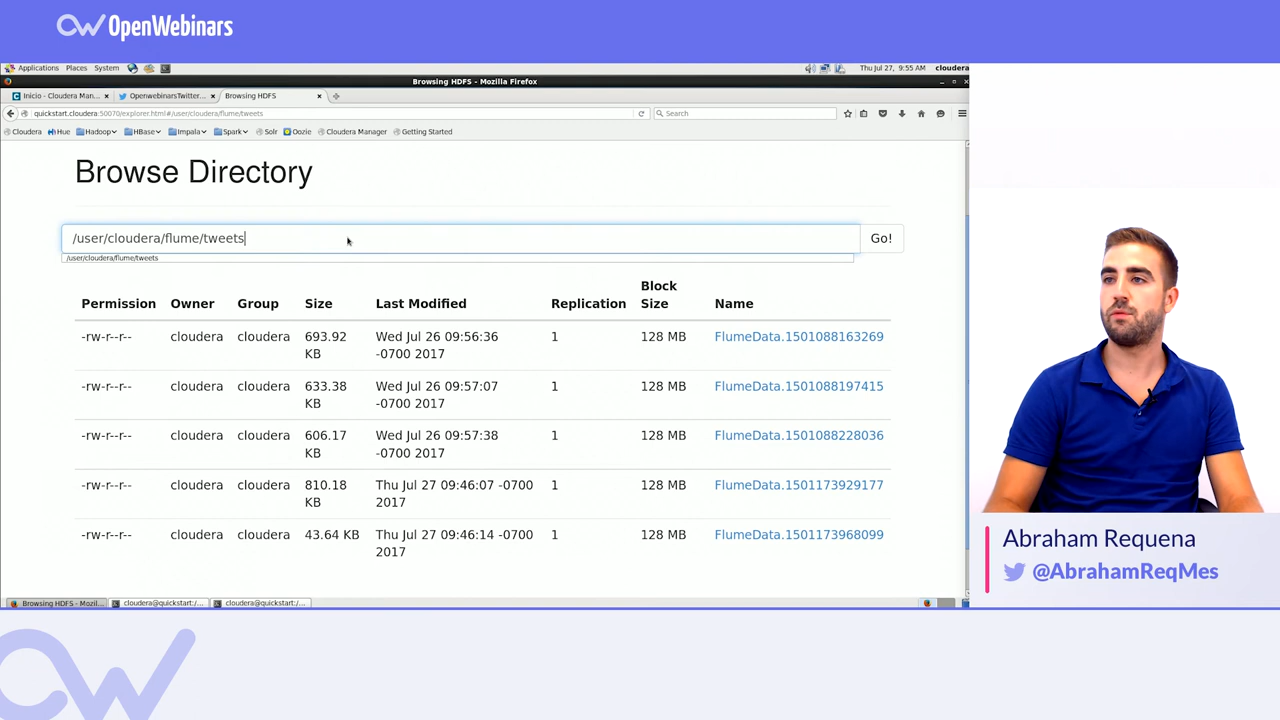 OpenWebinars
Applications Places System
Thu Jul 27, 9:55 AM cloudera
Browsing HDFS - Mozilla Firefox
Inicio - Cloudera Man... OpenwebinarsTwitter... Browsing HDFS
quickstart.cloudera:50070/explorer.html#/user/cloudera/flume/tweets
Search
Cloudera Hue Hadoop HBase Impala Spark Solr Oozie Cloudera Manager Getting Started
Browse Directory
/user/cloudera/flume/tweets
Go!
/user/cloudera/flume/tweets
Permission Owner Group Size Last Modified Replication Block Size Name
-rw-r--r-- cloudera cloudera 693.92 KB Wed Jul 26 09:56:36 -0700 2017 1 128 MB FlumeData.1501088163269
-rw-r--r-- cloudera cloudera 633.38 KB Wed Jul 26 09:57:07 -0700 2017 1 128 MB FlumeData.1501088197415
-rw-r--r-- cloudera cloudera 606.17 KB Wed Jul 26 09:57:38 -0700 2017 1 128 MB FlumeData.1501088228036
-rw-r--r-- cloudera cloudera 810.18 KB Thu Jul 27 09:46:07 -0700 2017 1 128 MB FlumeData.1501173929177
-rw-r--r-- cloudera cloudera 43.64 KB Thu Jul 27 09:46:14 -0700 2017 1 128 MB FlumeData.1501173968099
Browsing HDFS - Mozil... cloudera@quickstart:/... cloudera@quickstart:/...
Abraham Requena
@AbrahamReqMes